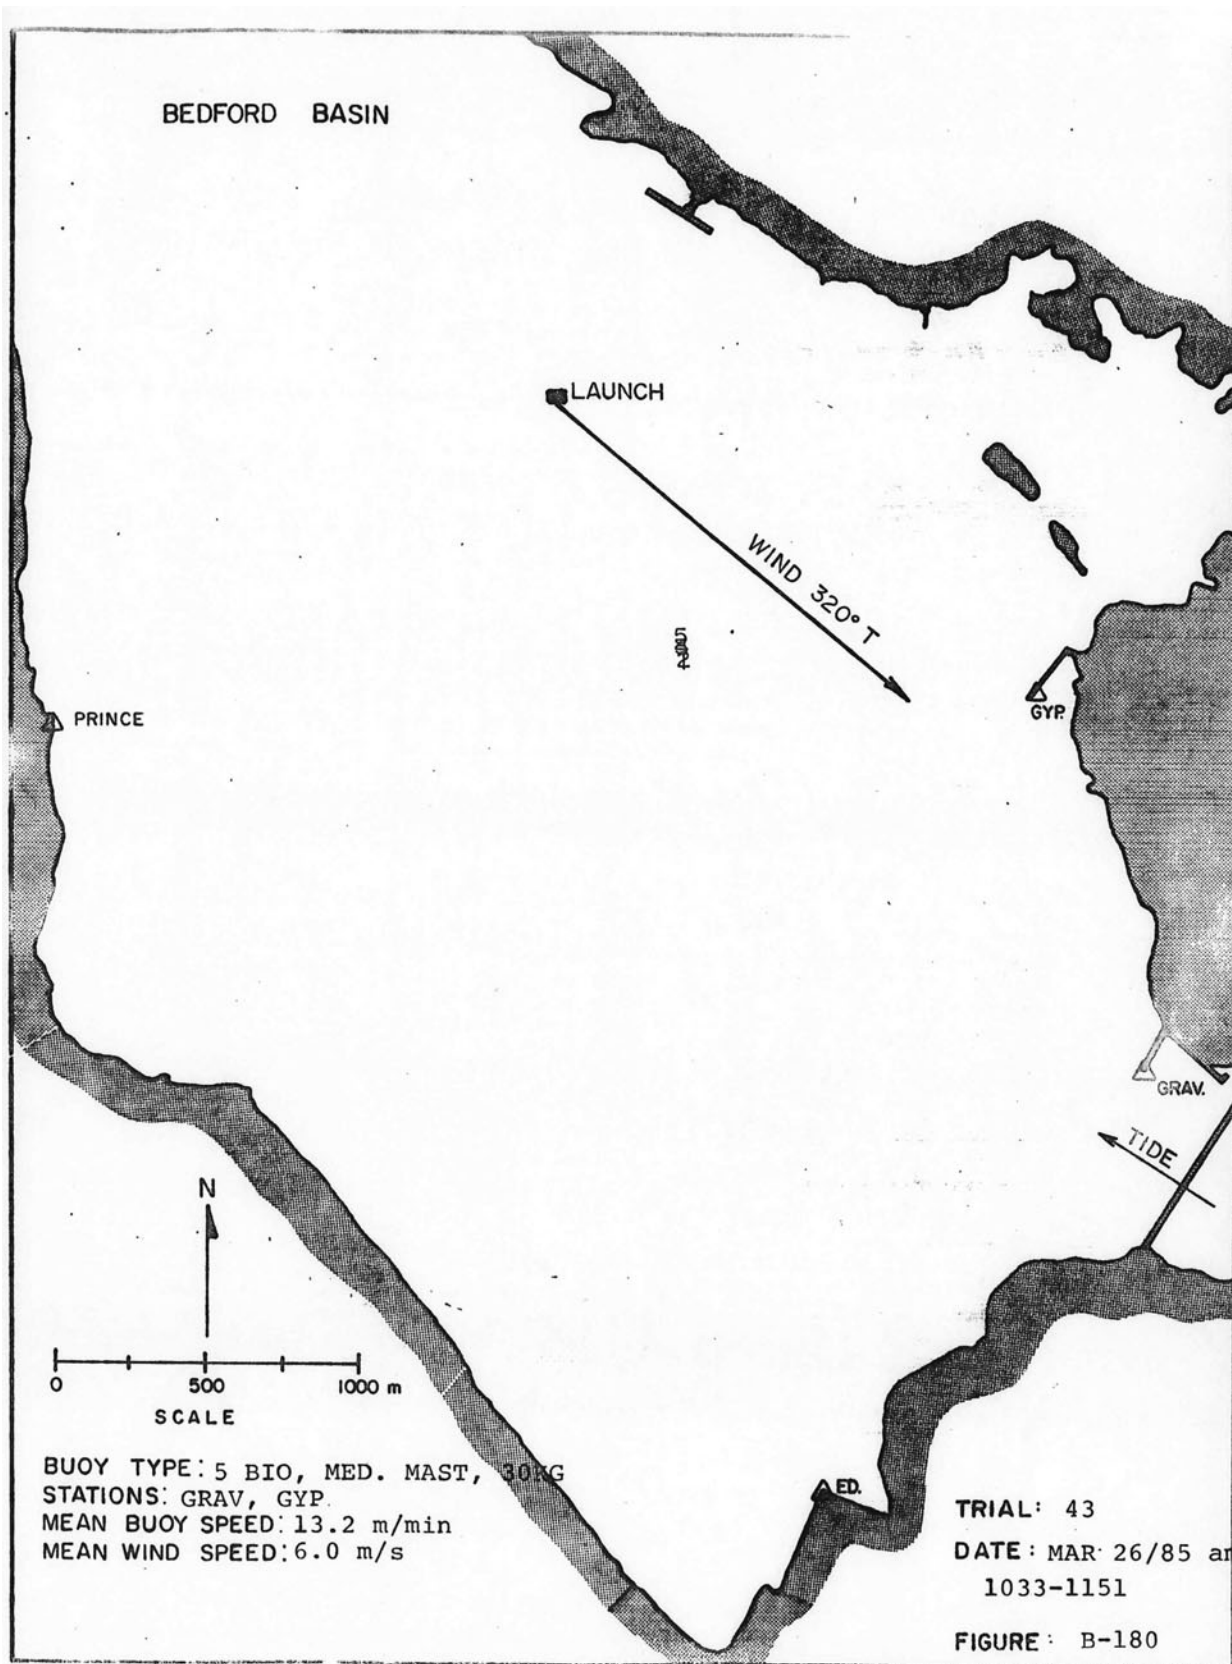 BEDFORD BASIN
LAUNCH
WIND 320° T
GYP.
PRINCE
GRAV.
TIDE
N
0 500 1000 m
SCALE
BUOY TYPE: 5 BIO, MED. MAST, 30KG
STATIONS: GRAV, GYP.
MEAN BUOY SPEED: 13.2 m/min
MEAN WIND SPEED: 6.0 m/s
ED.
TRIAL: 43
DATE: MAR 26/85 am
1033-1151
FIGURE: B-180